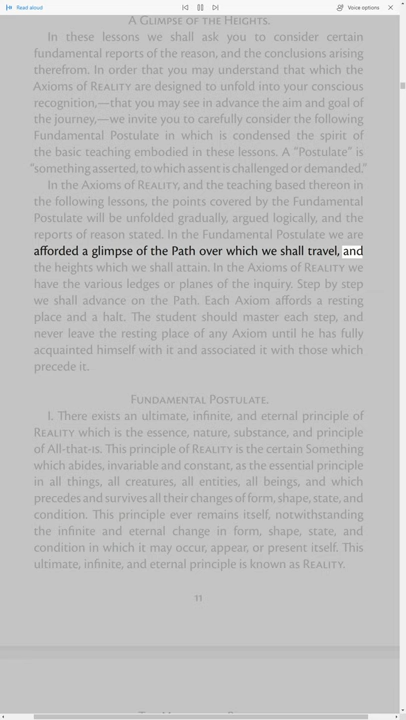 Read aloud
Voice options
A Glimpse of the Heights.
In these lessons we shall ask you to consider certain
fundamental reports of the reason, and the conclusions arising
therefrom. In order that you may understand that which the
Axioms of Reality are designed to unfold into your conscious
recognition,—that you may see in advance the aim and goal of
the journey,—we invite you to carefully consider the following
Fundamental Postulate in which is condensed the spirit of
the basic teaching embodied in these lessons. A "Postulate" is
"something asserted, to which assent is challenged or demanded."
In the Axioms of Reality, and the teaching based thereon in
the following lessons, the points covered by the Fundamental
Postulate will be unfolded gradually, argued logically, and the
reports of reason stated. In the Fundamental Postulate we are
afforded a glimpse of the Path over which we shall travel, and
the heights which we shall attain. In the Axioms of Reality we
have the various ledges or planes of the inquiry. Step by step
we shall advance on the Path. Each Axiom affords a resting
place and a halt. The student should master each step, and
never leave the resting place of any Axiom until he has fully
acquainted himself with it and associated it with those which
precede it.
Fundamental Postulate.
I. There exists an ultimate, infinite, and eternal principle of
Reality which is the essence, nature, substance, and principle
of All-that-is. This principle of Reality is the certain Something
which abides, invariable and constant, as the essential principle
in all things, all creatures, all entities, all beings, and which
precedes and survives all their changes of form, shape, state, and
condition. This principle ever remains itself, notwithstanding
the infinite and eternal change in form, shape, state, and
condition in which it may occur, appear, or present itself. This
ultimate, infinite, and eternal principle is known as Reality.
11